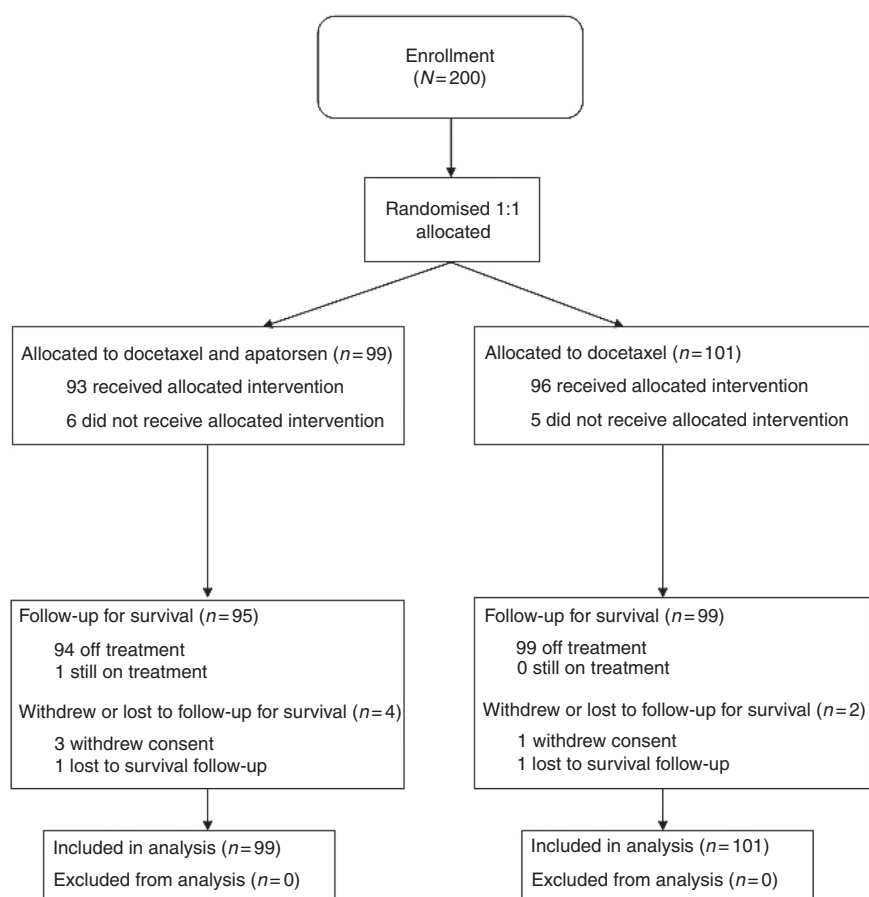 Enrollment
(N=200)
Randomised 1:1
allocated
Allocated to docetaxel and apatorsen (n=99)
93 received allocated intervention
6 did not receive allocated intervention
Allocated to docetaxel (n=101)
96 received allocated intervention
5 did not receive allocated intervention
Follow-up for survival (n=95)
94 off treatment
1 still on treatment
Withdrew or lost to follow-up for survival (n=4)
3 withdrew consent
1 lost to survival follow-up
Follow-up for survival (n=99)
99 off treatment
0 still on treatment
Withdrew or lost to follow-up for survival (n=2)
1 withdrew consent
1 lost to survival follow-up
Included in analysis (n=99)
Excluded from analysis (n=0)
Included in analysis (n=101)
Excluded from analysis (n=0)